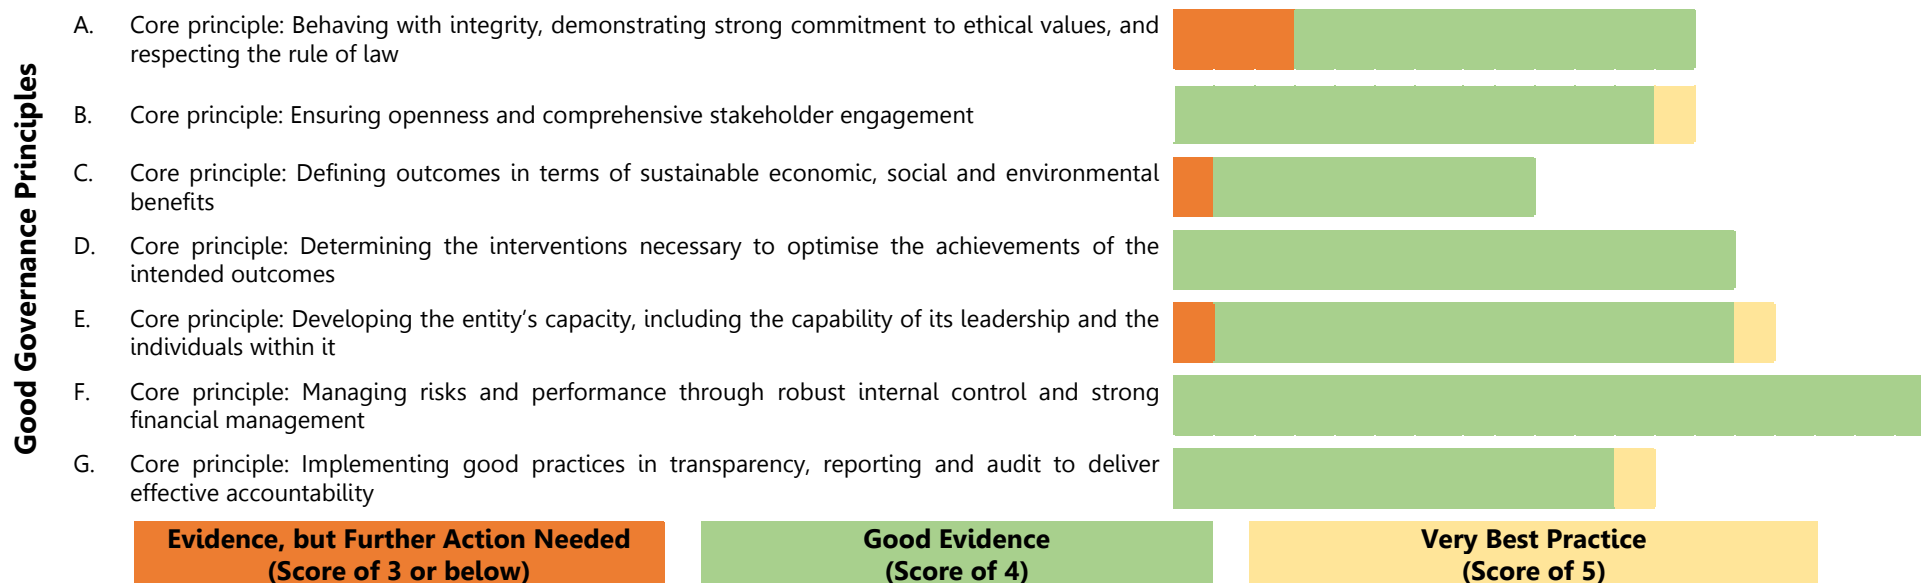 Good Governance Principles
A. Core principle: Behaving with integrity, demonstrating strong commitment to ethical values, and
respecting the rule of law
B. Core principle: Ensuring openness and comprehensive stakeholder engagement
C. Core principle: Defining outcomes in terms of sustainable economic, social and environmental
benefits
D. Core principle: Determining the interventions necessary to optimise the achievements of the
intended outcomes
E. Core principle: Developing the entity’s capacity, including the capability of its leadership and the
individuals within it
F. Core principle: Managing risks and performance through robust internal control and strong
financial management
G. Core principle: Implementing good practices in transparency, reporting and audit to deliver
effective accountability
Evidence, but Further Action Needed
(Score of 3 or below)
Good Evidence
(Score of 4)
Very Best Practice
(Score of 5)